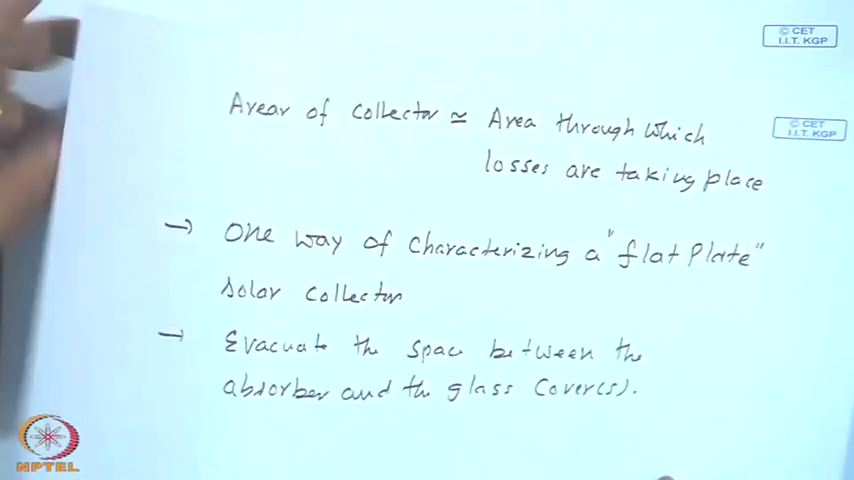 © CET
I.I.T. KGP
Arear of collector ≃ Area through which
© CET
I.I.T. KGP
losses are taking place
→ One way of characterizing a "flat plate"
solar collector
→ Evacuate the space between the
absorber and the glass cover(s).
NPTEL